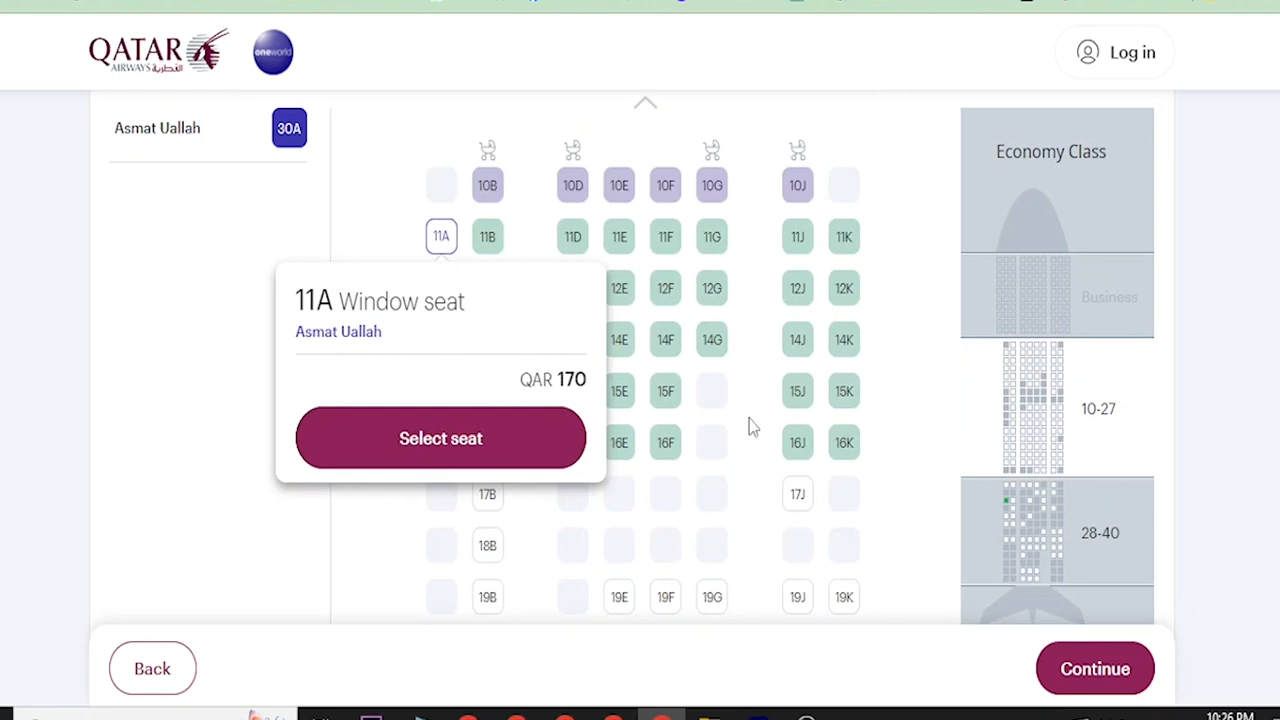 QATAR
AIRWAYS القطرية
oneworld
Log in
Asmat Uallah
30A
10B 10D 10E 10F 10G 10J
11A 11B 11D 11E 11F 11G 11J 11K
12E 12F 12G 12J 12K
14E 14F 14G 14J 14K
15E 15F 15J 15K
16E 16F 16J 16K
17B 17J
18B
19B 19E 19F 19G 19J 19K
11A Window seat
Asmat Uallah
QAR 170
Select seat
Economy Class
Business
10-27
28-40
Back
Continue
10:26 PM